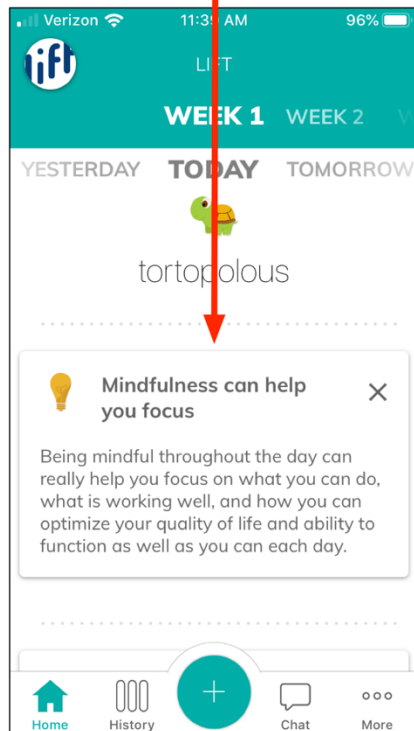 Verizon 11:39 AM 96%
lift
LIFT
WEEK 1 WEEK 2 W
YESTERDAY TODAY TOMORROW
tortopolous
Mindfulness can help
you focus
Being mindful throughout the day can
really help you focus on what you can do,
what is working well, and how you can
optimize your quality of life and ability to
function as well as you can each day.
Home History Chat More